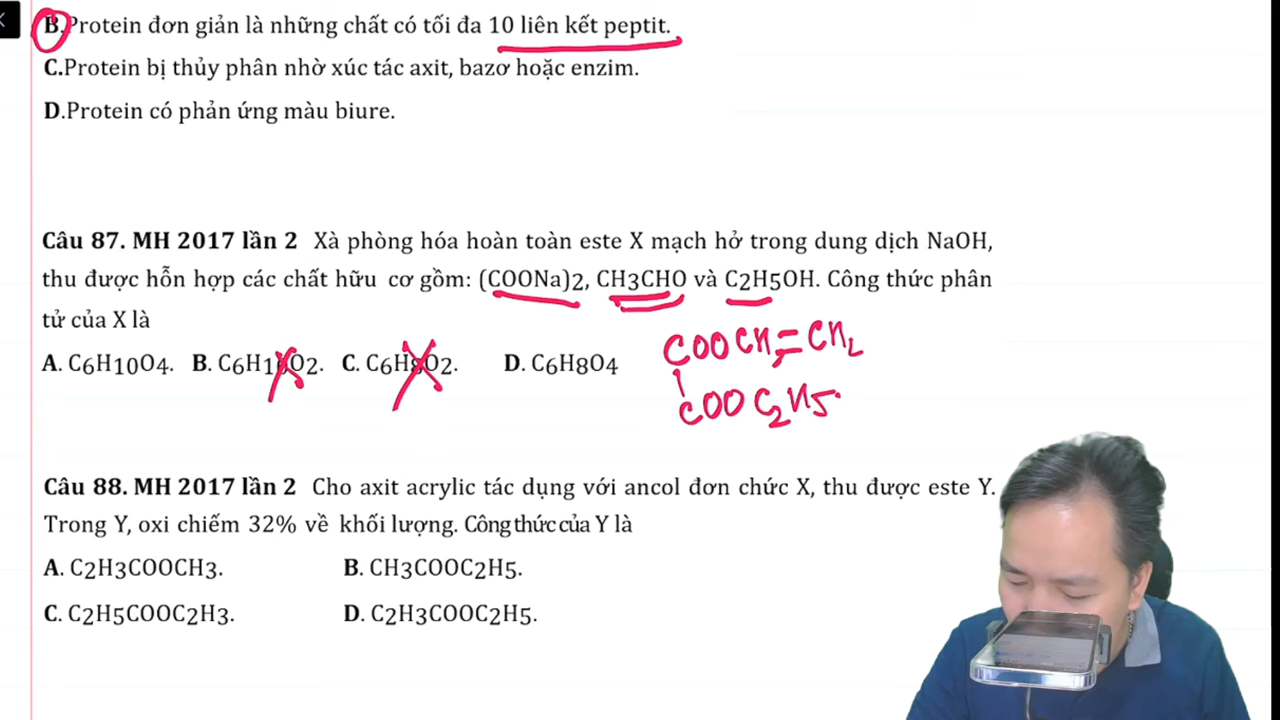 B.Protein đơn giản là những chất có tối đa 10 liên kết peptit.
C.Protein bị thủy phân nhờ xúc tác axit, bazơ hoặc enzim.
D.Protein có phản ứng màu biure.
Câu 87. MH 2017 lần 2 Xà phòng hóa hoàn toàn este X mạch hở trong dung dịch NaOH,
thu được hỗn hợp các chất hữu cơ gồm: (COONa)2, CH3CHO và C2H5OH. Công thức phân
tử của X là
A. C6H10O4. B. C6H10O2. C. C6H8O2. D. C6H8O4
COOCH=CH2
COOC2H5
Câu 88. MH 2017 lần 2 Cho axit acrylic tác dụng với ancol đơn chức X, thu được este Y.
Trong Y, oxi chiếm 32% về khối lượng. Công thức của Y là
A. C2H3COOCH3. B. CH3COOC2H5.
C. C2H5COOC2H3. D. C2H3COOC2H5.